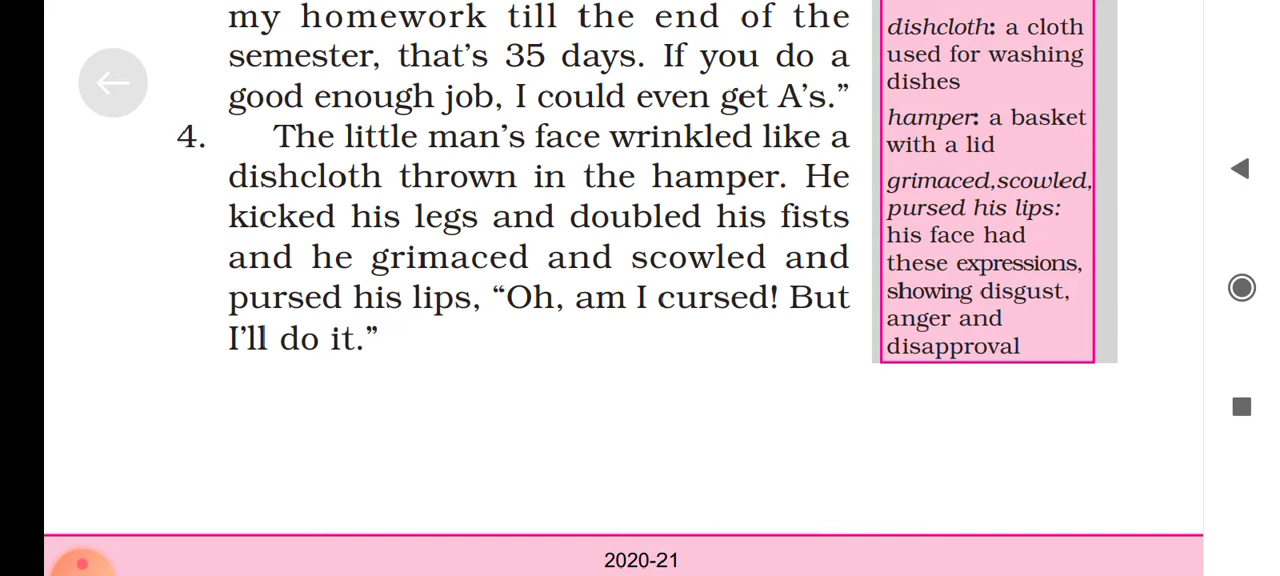 my homework till the end of the
semester, that's 35 days. If you do a
good enough job, I could even get A's.”
4. The little man's face wrinkled like a
dishcloth thrown in the hamper. He
kicked his legs and doubled his fists
and he grimaced and scowled and
pursed his lips, “Oh, am I cursed! But
I'll do it.”
dishcloth: a cloth
used for washing
dishes
hamper: a basket
with a lid
grimaced,scowled,
pursed his lips:
his face had
these expressions,
showing disgust,
anger and
disapproval
2020-21